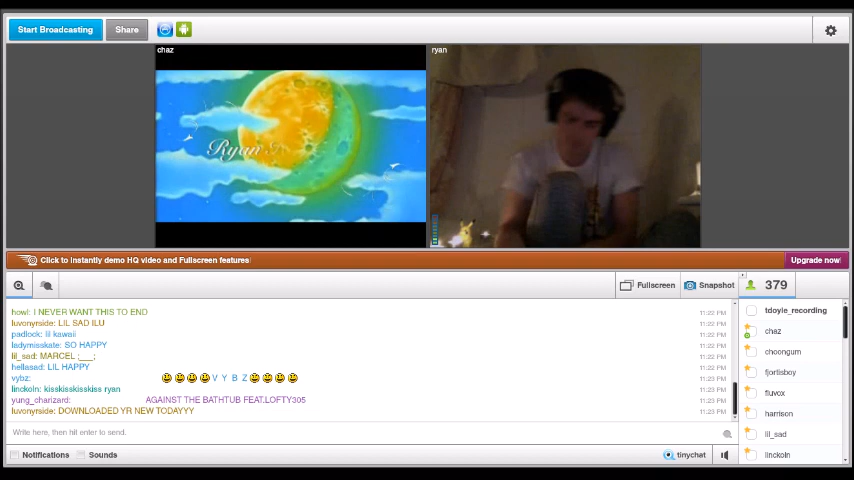 Start Broadcasting
Share
chaz
ryan
Ryan
Click to instantly demo HQ video and Fullscreen features!
Upgrade now!
Fullscreen
Snapshot
379
howl: I NEVER WANT THIS TO END 11:22 PM
luvonyrside: LIL SAD ILU 11:22 PM
padlock: lil kawaii 11:22 PM
ladymisskate: SO HAPPY 11:22 PM
lil_sad: MARCEL ;___; 11:22 PM
hellasad: LIL HAPPY 11:22 PM
vybz: V Y B Z 11:23 PM
linckoln: kisskisskisskiss ryan 11:23 PM
yung_charizard: AGAINST THE BATHTUB FEAT.LOFTY305 11:23 PM
luvonyrside: DOWNLOADED YR NEW TODAYYY 11:23 PM
Write here, then hit enter to send.
Notifications
Sounds
tinychat
tdoyle_recording
chaz
choongum
fjortisboy
fluvox
harrison
lil_sad
linckoln